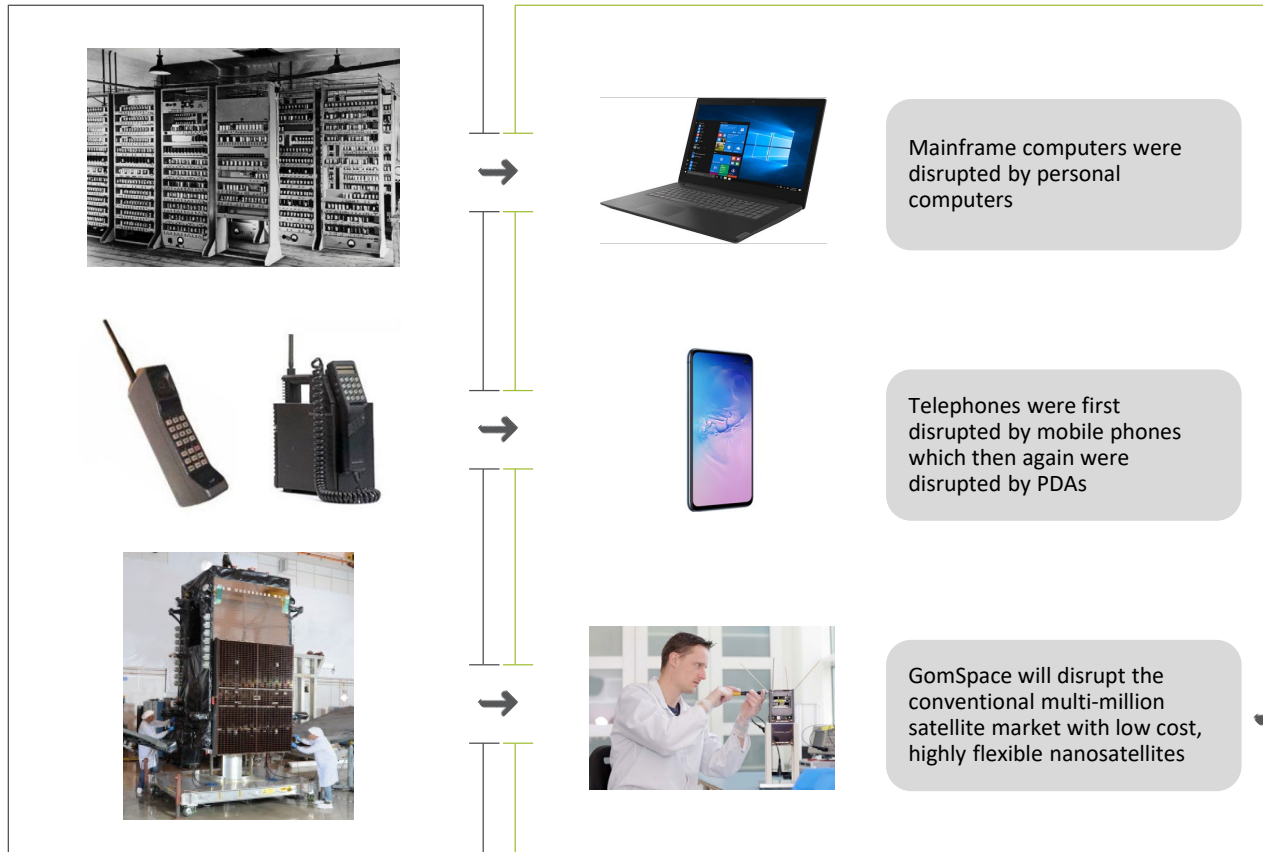 Mainframe computers were
disrupted by personal
computers
Telephones were first
disrupted by mobile phones
which then again were
disrupted by PDAs
GomSpace will disrupt the
conventional multi-million
satellite market with low cost,
highly flexible nanosatellites